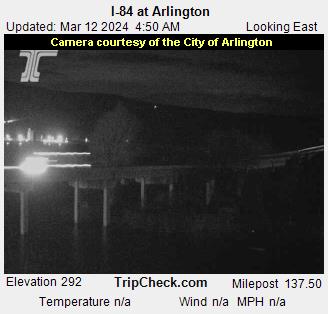 I-84 at Arlington
Updated: Mar 12 2024 4:50 AM Looking East
Camera courtesy of the City of Arlington
Elevation 292 TripCheck.com Milepost 137.50
Temperature n/a Wind n/a MPH n/a